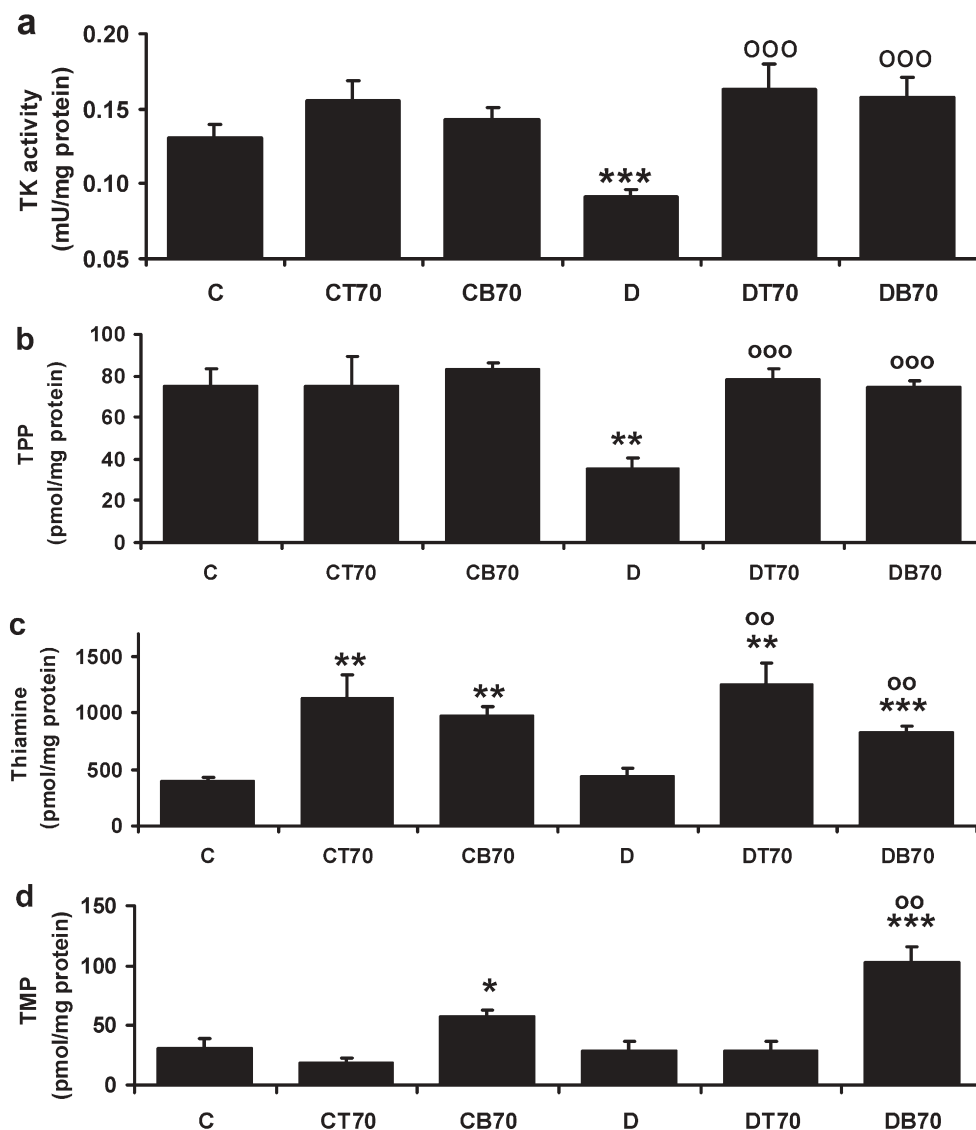 a
TK activity
(mU/mg protein)
0.20
0.15
0.10
0.05
***
ooo
ooo
C CT70 CB70 D DT70 DB70
b
TPP
(pmol/mg protein)
100
80
60
40
20
0
**
ooo
ooo
C CT70 CB70 D DT70 DB70
c
Thiamine
(pmol/mg protein)
1500
1000
500
0
**
**
oo
**
oo
***
C CT70 CB70 D DT70 DB70
d
TMP
(pmol/mg protein)
150
100
50
0
*
oo
***
C CT70 CB70 D DT70 DB70